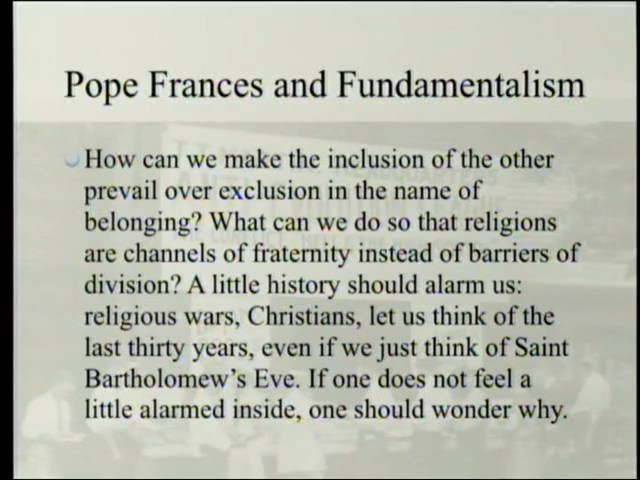 Pope Frances and Fundamentalism
How can we make the inclusion of the other
prevail over exclusion in the name of
belonging? What can we do so that religions
are channels of fraternity instead of barriers of
division? A little history should alarm us:
religious wars, Christians, let us think of the
last thirty years, even if we just think of Saint
Bartholomew’s Eve. If one does not feel a
little alarmed inside, one should wonder why.